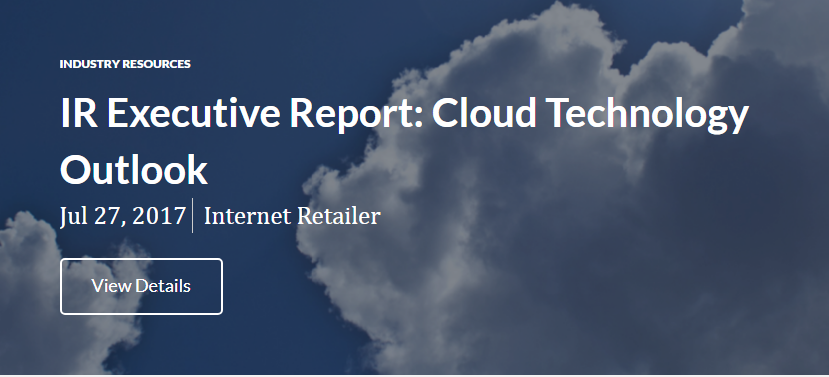 INDUSTRY RESOURCES
IR Executive Report: Cloud Technology
Outlook
Jul 27, 2017 Internet Retailer
View Details